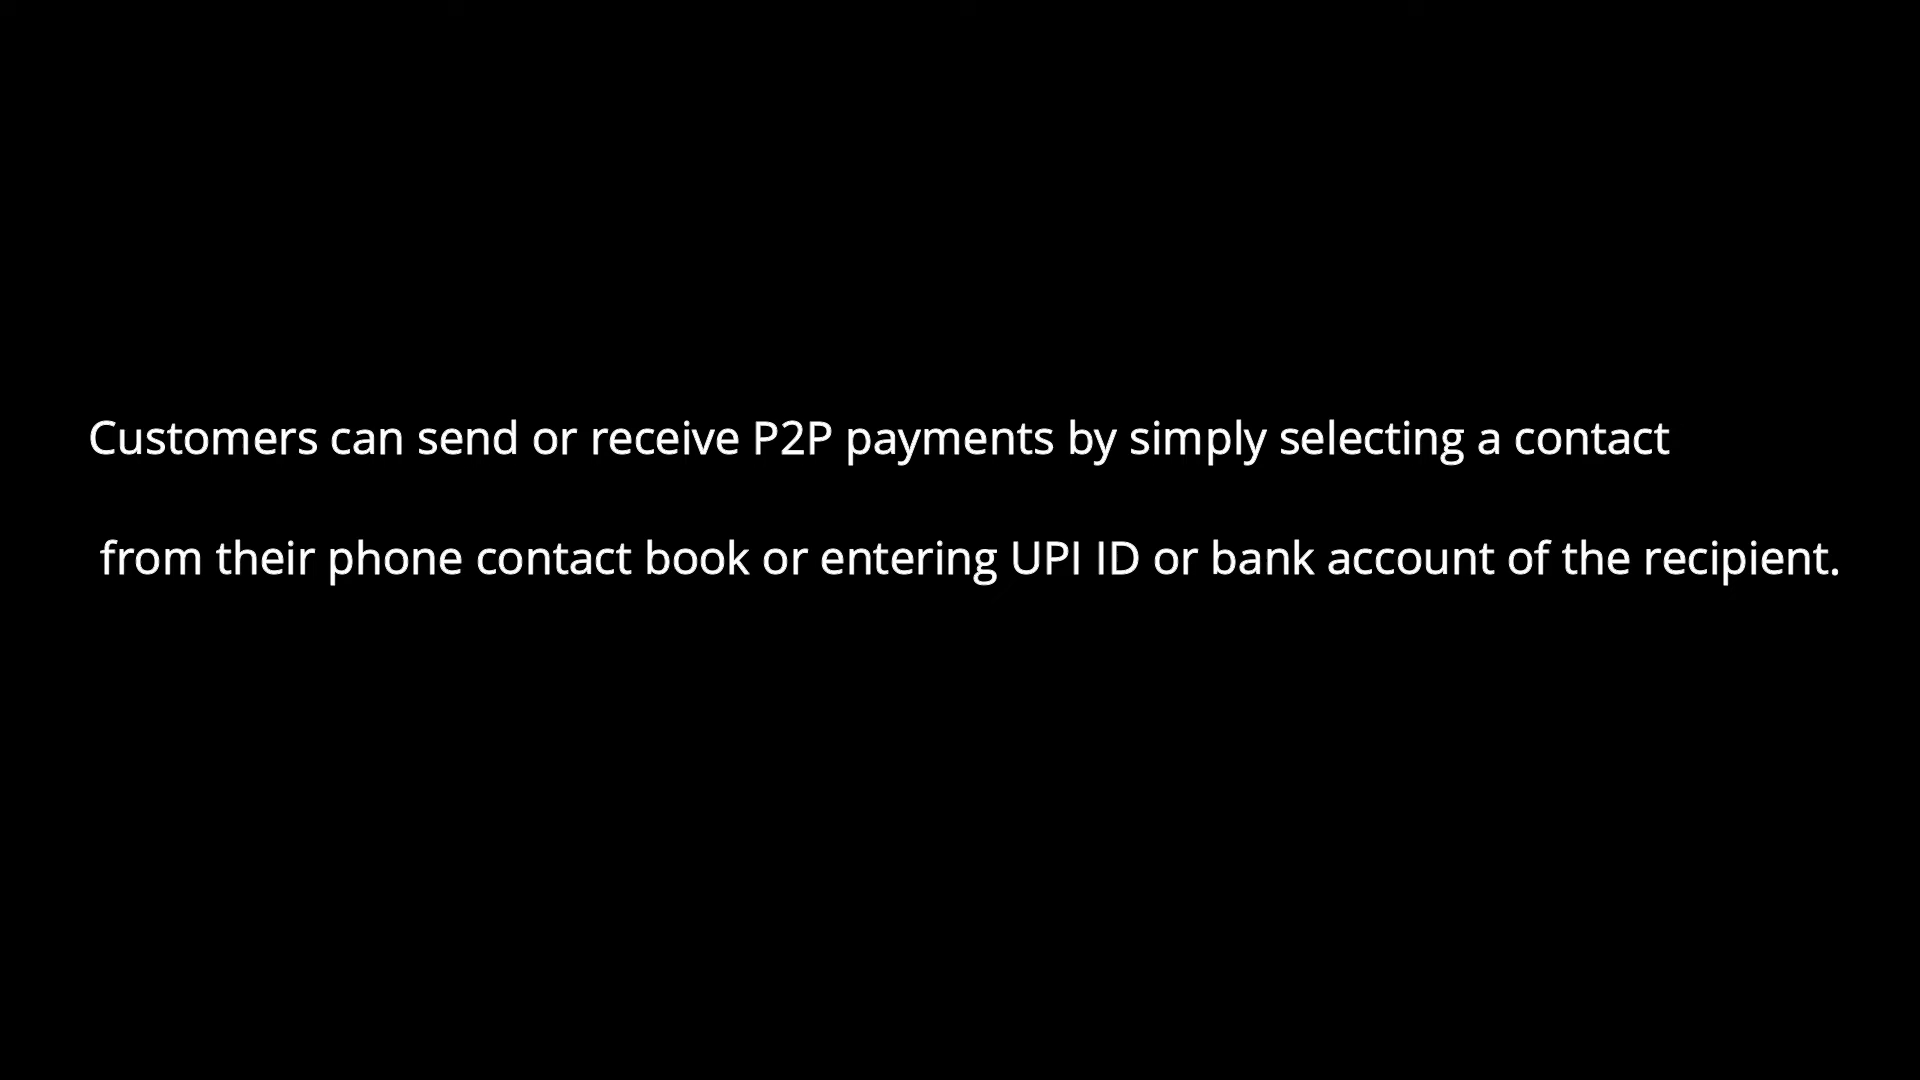 Customers can send or receive P2P payments by simply selecting a contact
from their phone contact book or entering UPI ID or bank account of the recipient.